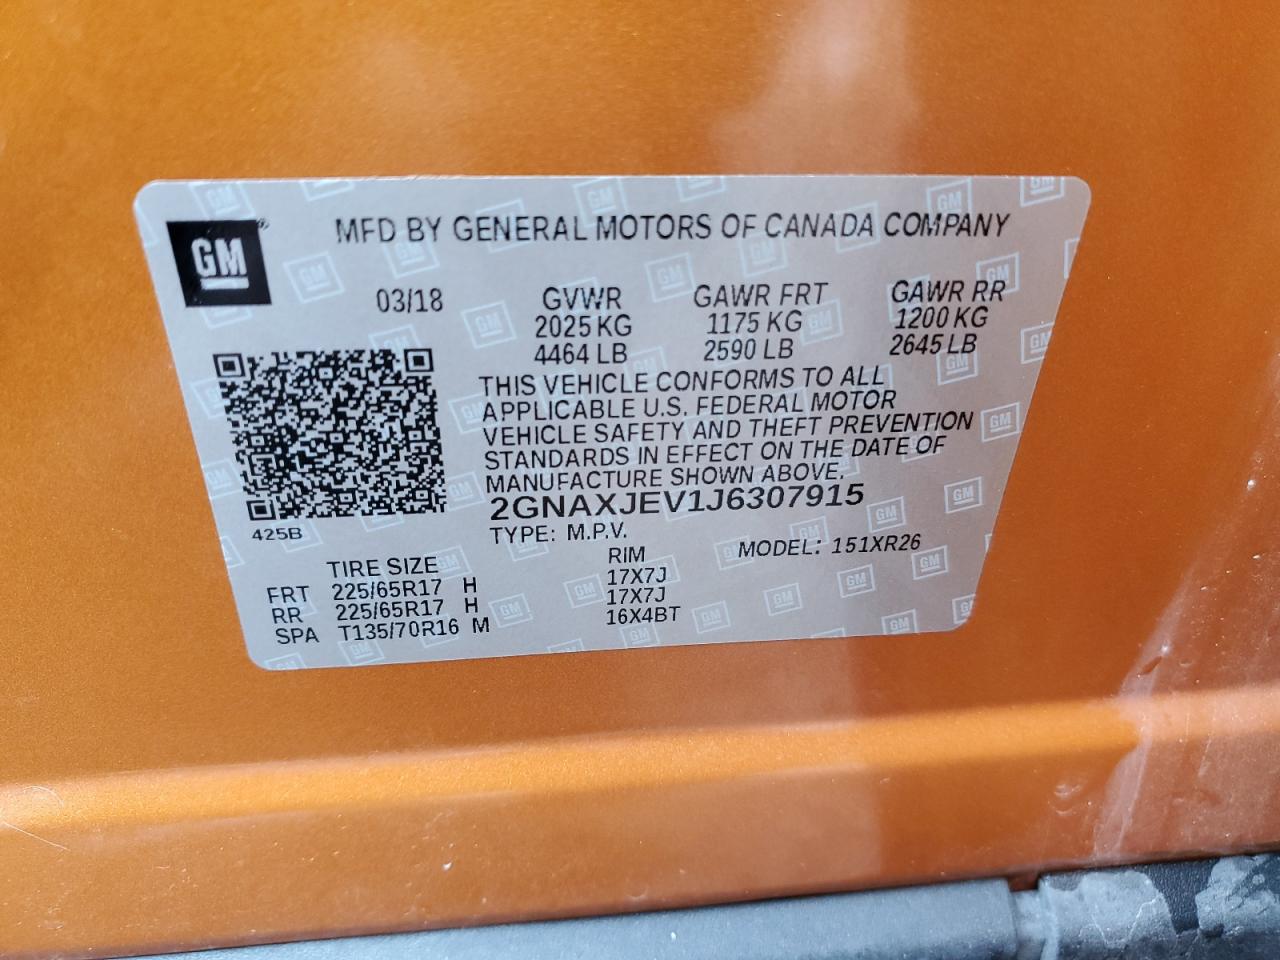 GM
MFD BY GENERAL MOTORS OF CANADA COMPANY
03/18 GVWR GAWR FRT GAWR RR
2025 KG 1175 KG 1200 KG
4464 LB 2590 LB 2645 LB
THIS VEHICLE CONFORMS TO ALL
APPLICABLE U.S. FEDERAL MOTOR
VEHICLE SAFETY AND THEFT PREVENTION
STANDARDS IN EFFECT ON THE DATE OF
MANUFACTURE SHOWN ABOVE.
2GNAXJEV1J6307915
425B
TYPE: M.P.V.
MODEL: 151XR26
TIRE SIZE RIM
FRT 225/65R17 H 17X7J
RR 225/65R17 H 17X7J
SPA T135/70R16 M 16X4BT